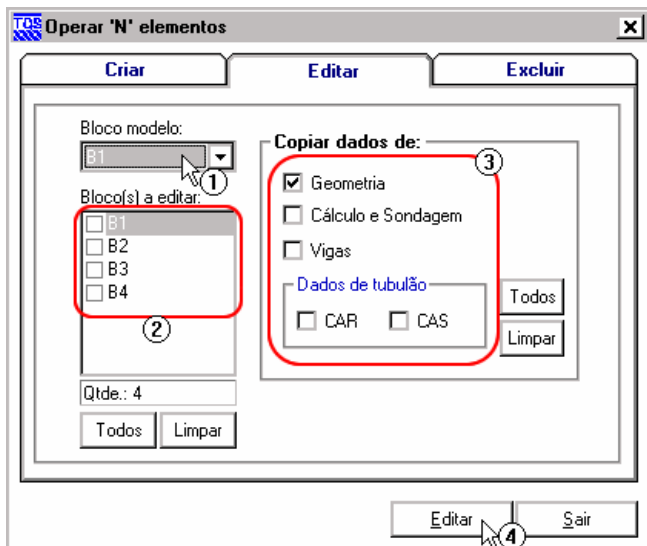 TQS Operar 'N' elementos
Criar
Editar
Excluir
Bloco modelo:
B1
1
Bloco(s) a editar:
B1
B2
B3
B4
2
Qtde.: 4
Todos
Limpar
Copiar dados de:
3
Geometria
Cálculo e Sondagem
Vigas
Dados de tubulão
CAR
CAS
Todos
Limpar
Editar
4
Sair